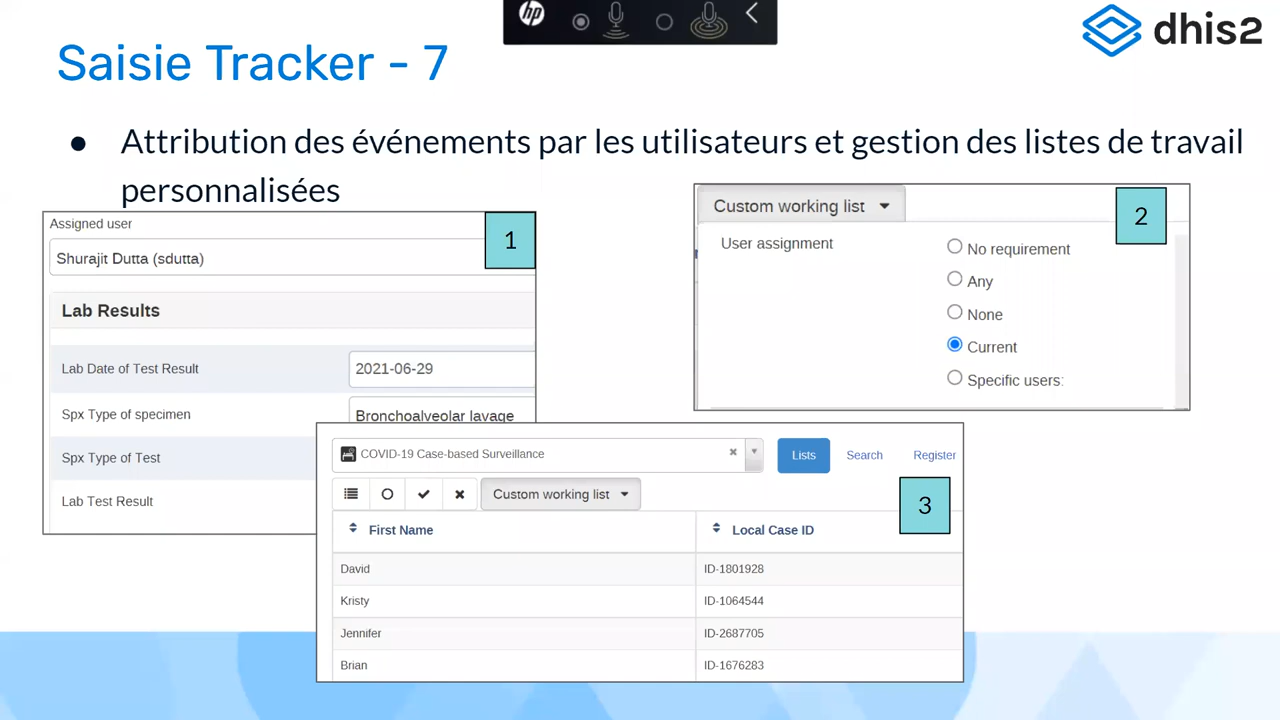 hp
dhis2
Saisie Tracker - 7
● Attribution des événements par les utilisateurs et gestion des listes de travail
personnalisées
Assigned user
1
Shurajit Dutta (sdutta)
Lab Results
Lab Date of Test Result
2021-06-29
Spx Type of specimen
Bronchoalveolar lavage
Spx Type of Test
Lab Test Result
Custom working list
2
User assignment
No requirement
Any
None
Current
Specific users:
COVID-19 Case-based Surveillance
Lists
Search
Register
Custom working list
3
First Name
Local Case ID
David
ID-1801928
Kristy
ID-1064544
Jennifer
ID-2687705
Brian
ID-1676283